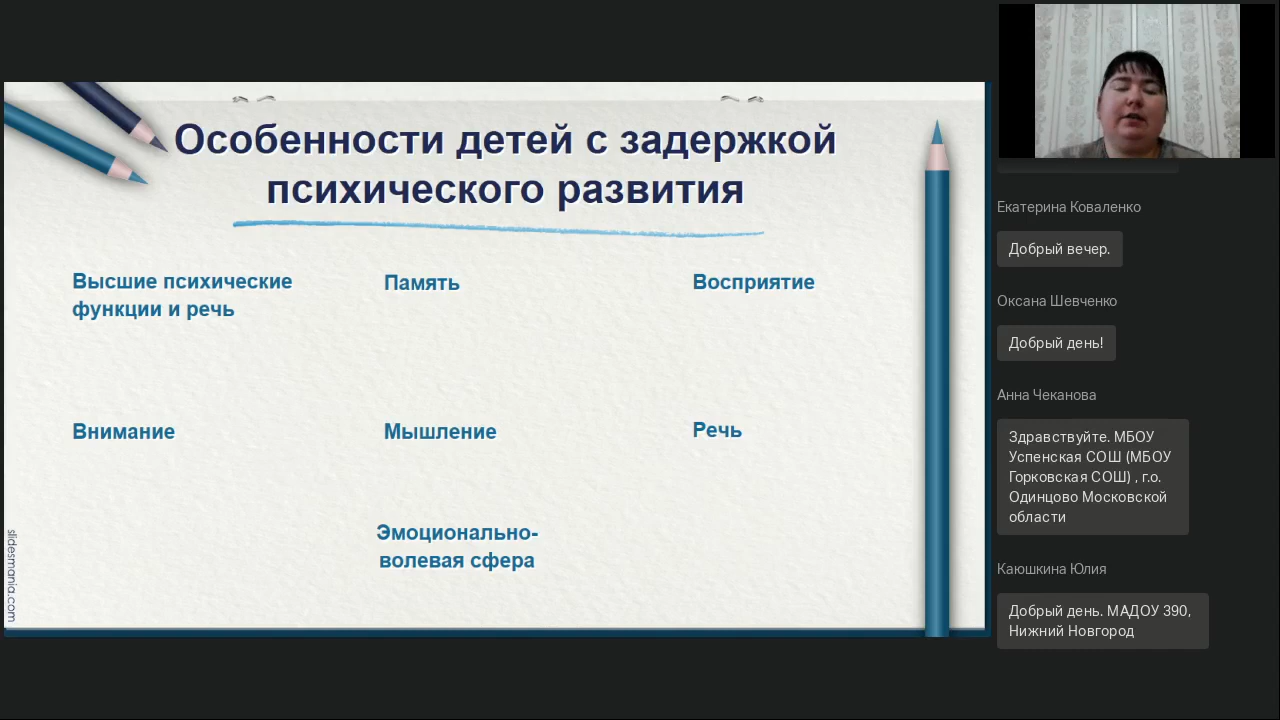 Особенности детей с задержкой
психического развития
Высшие психические
функции и речь
Память
Восприятие
Внимание
Мышление
Речь
Эмоционально-
волевая сфера
slidesmania.com
Екатерина Коваленко
Добрый вечер.
Оксана Шевченко
Добрый день!
Анна Чеканова
Здравствуйте. МБОУ
Успенская СОШ (МБОУ
Горковская СОШ) , г.о.
Одинцово Московской
области
Каюшкина Юлия
Добрый день. МАДОУ 390,
Нижний Новгород